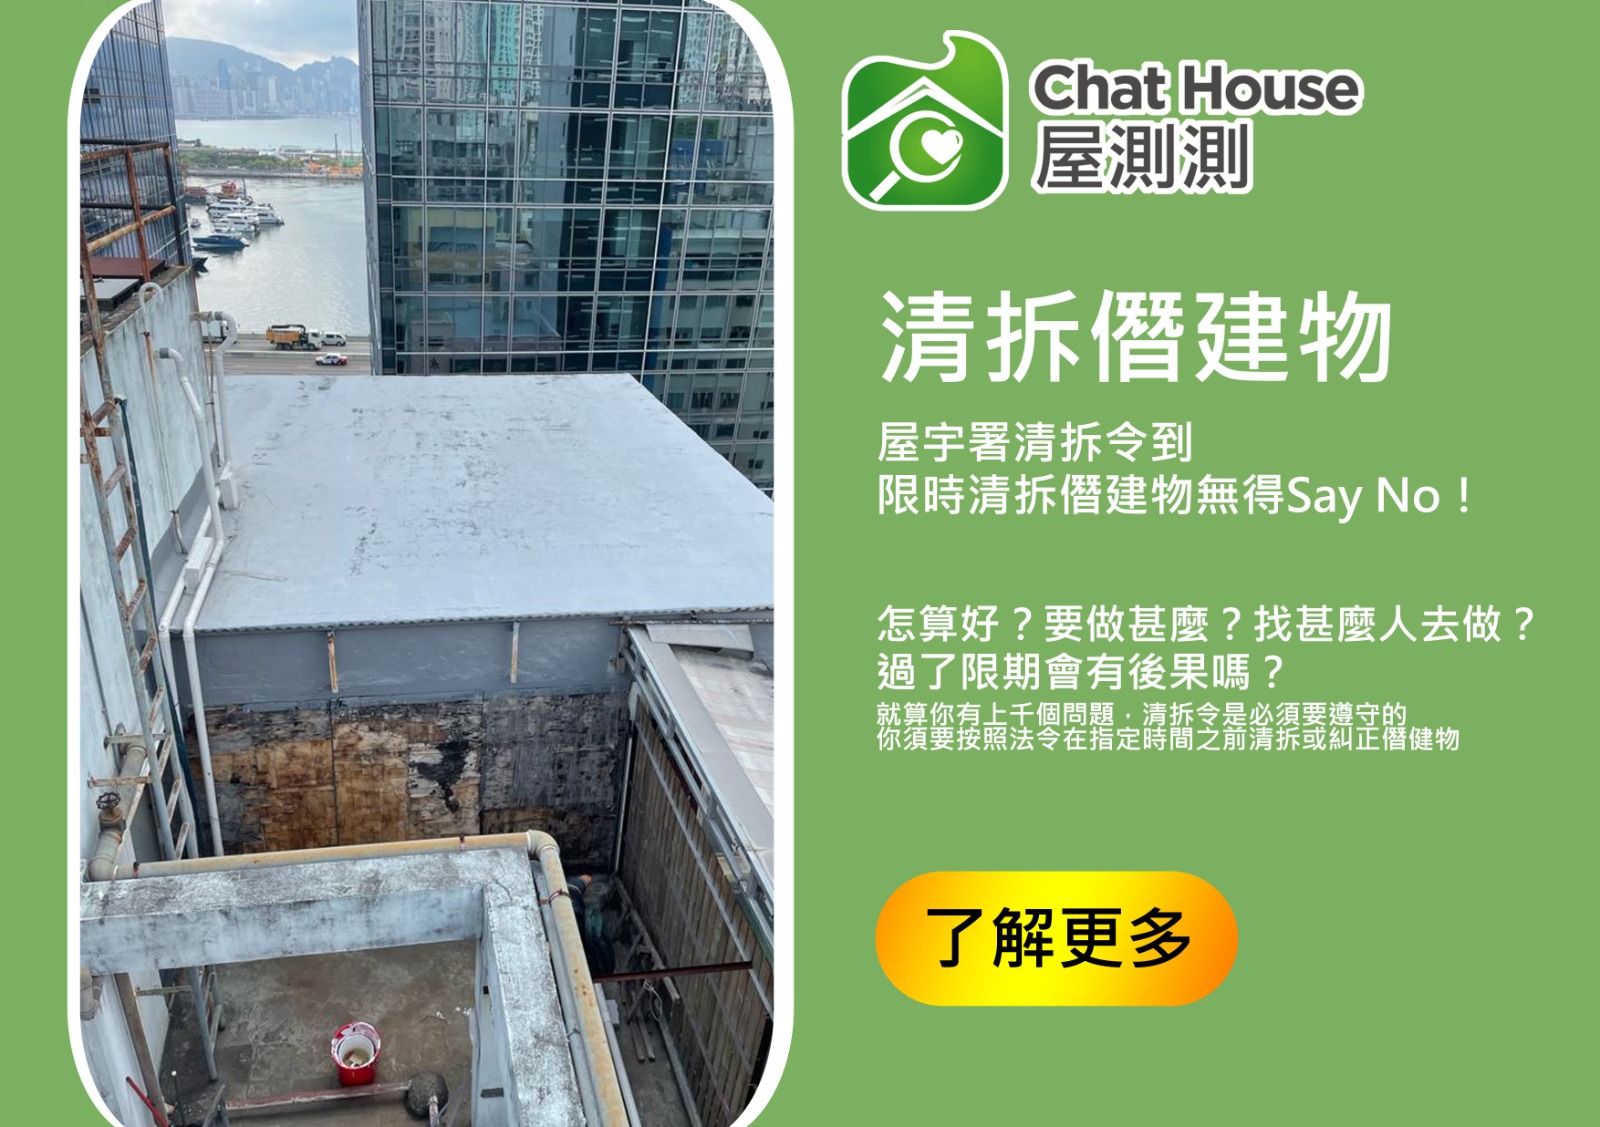 Chat House
屋測測
清拆僭建物
屋宇署清拆令到
限時清拆僭建物無得Say No！
怎算好？要做甚麼？找甚麼人去做？
過了限期會有後果嗎？
就算你有上千個問題，清拆令是必須要遵守的
你須要按照法令在指定時間之前清拆或糾正僭健物
了解更多